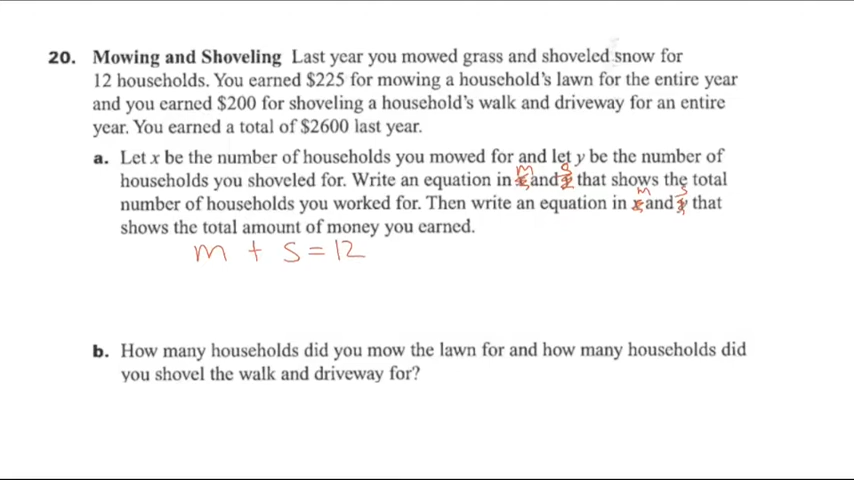 20. Mowing and Shoveling Last year you mowed grass and shoveled snow for
12 households. You earned $225 for mowing a household's lawn for the entire year
and you earned $200 for shoveling a household's walk and driveway for an entire
year. You earned a total of $2600 last year.
a. Let x be the number of households you mowed for and let y be the number of
m s
households you shoveled for. Write an equation in x and y that shows the total
m s
number of households you worked for. Then write an equation in x and y that
shows the total amount of money you earned.
m + s = 12
b. How many households did you mow the lawn for and how many households did
you shovel the walk and driveway for?